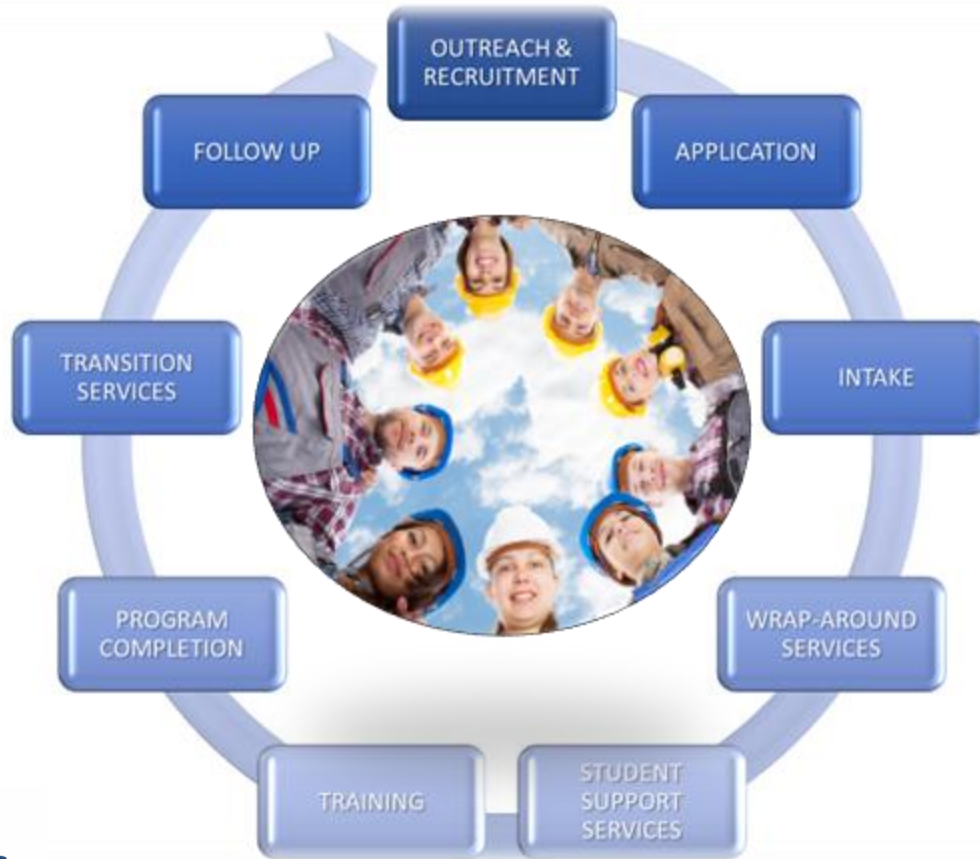 OUTREACH &
RECRUITMENT
APPLICATION
INTAKE
WRAP-AROUND
SERVICES
STUDENT
SUPPORT
SERVICES
TRAINING
PROGRAM
COMPLETION
TRANSITION
SERVICES
FOLLOW UP